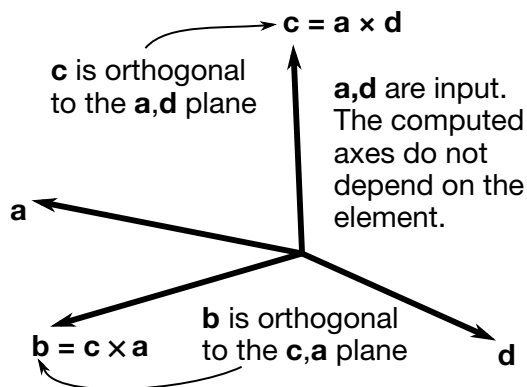 c = a × d
c is orthogonal
to the a,d plane
a,d are input.
The computed
axes do not
depend on the
element.
a
b = c × a
b is orthogonal
to the c,a plane
d